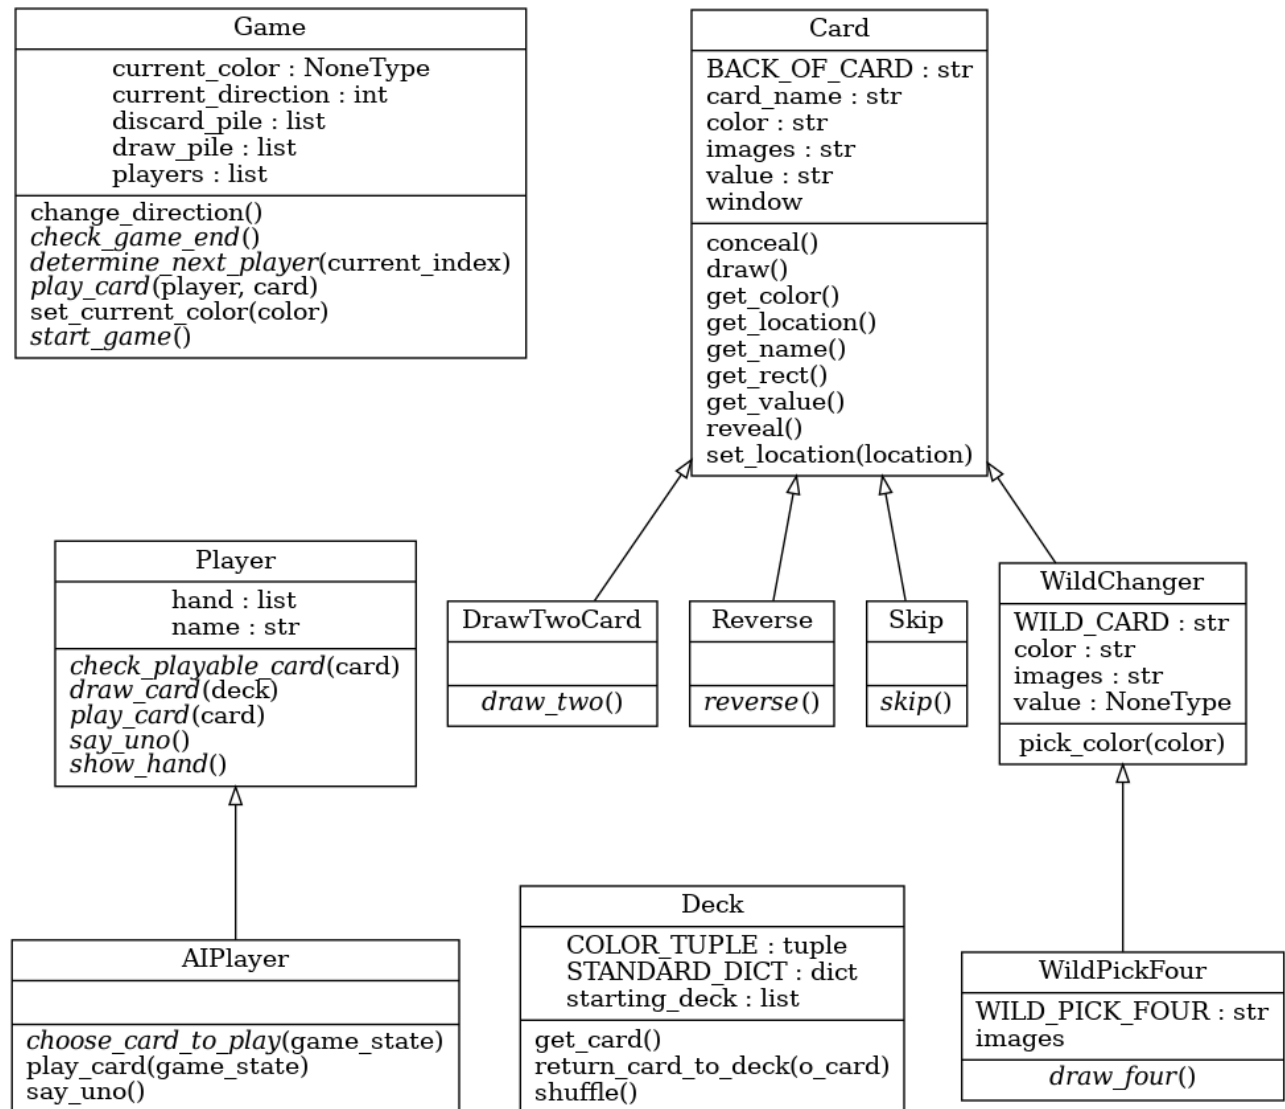 Game
current_color : NoneType
current_direction : int
discard_pile : list
draw_pile : list
players : list
change_direction()
check_game_end()
determine_next_player(current_index)
play_card(player, card)
set_current_color(color)
start_game()
Card
BACK_OF_CARD : str
card_name : str
color : str
images : str
value : str
window
conceal()
draw()
get_color()
get_location()
get_name()
get_rect()
get_value()
reveal()
set_location(location)
Player
hand : list
name : str
check_playable_card(card)
draw_card(deck)
play_card(card)
say_uno()
show_hand()
DrawTwoCard
draw_two()
Reverse
reverse()
Skip
skip()
WildChanger
WILD_CARD : str
color : str
images : str
value : NoneType
pick_color(color)
AIPlayer
choose_card_to_play(game_state)
play_card(game_state)
say_uno()
Deck
COLOR_TUPLE : tuple
STANDARD_DICT : dict
starting_deck : list
get_card()
return_card_to_deck(o_card)
shuffle()
WildPickFour
WILD_PICK_FOUR : str
images
draw_four()